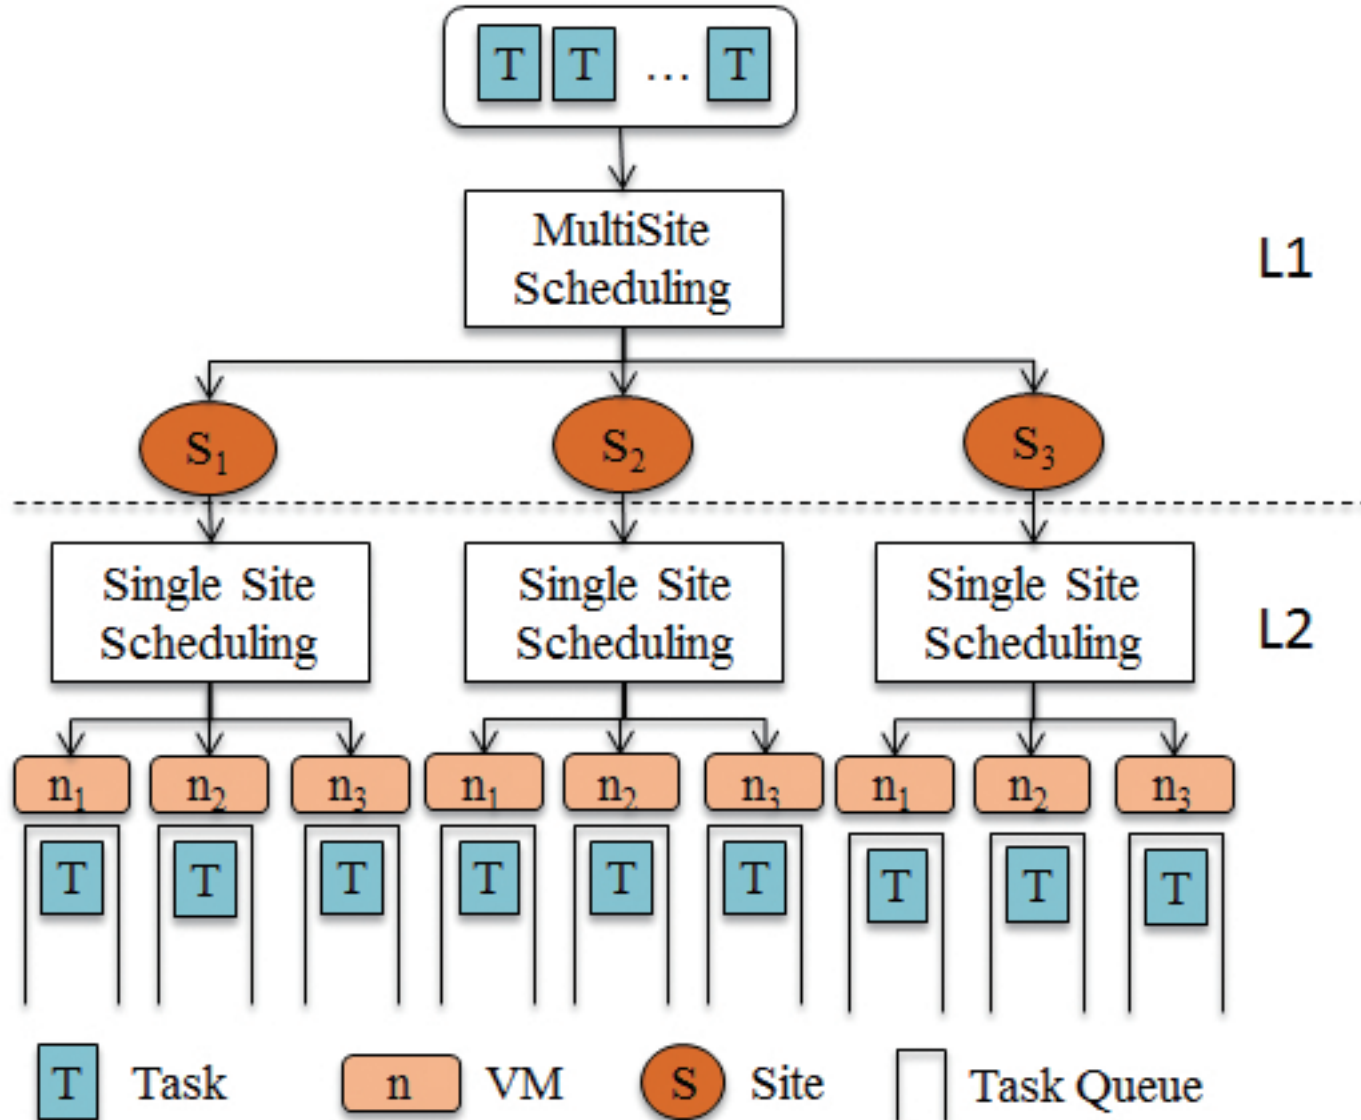 T T ... T
MultiSite
Scheduling
L1
S1 S2 S3
Single Site Single Site Single Site
Scheduling Scheduling Scheduling
L2
n1 n2 n3 n1 n2 n3 n1 n2 n3
T T T T T T T T T
T Task n VM S Site Task Queue